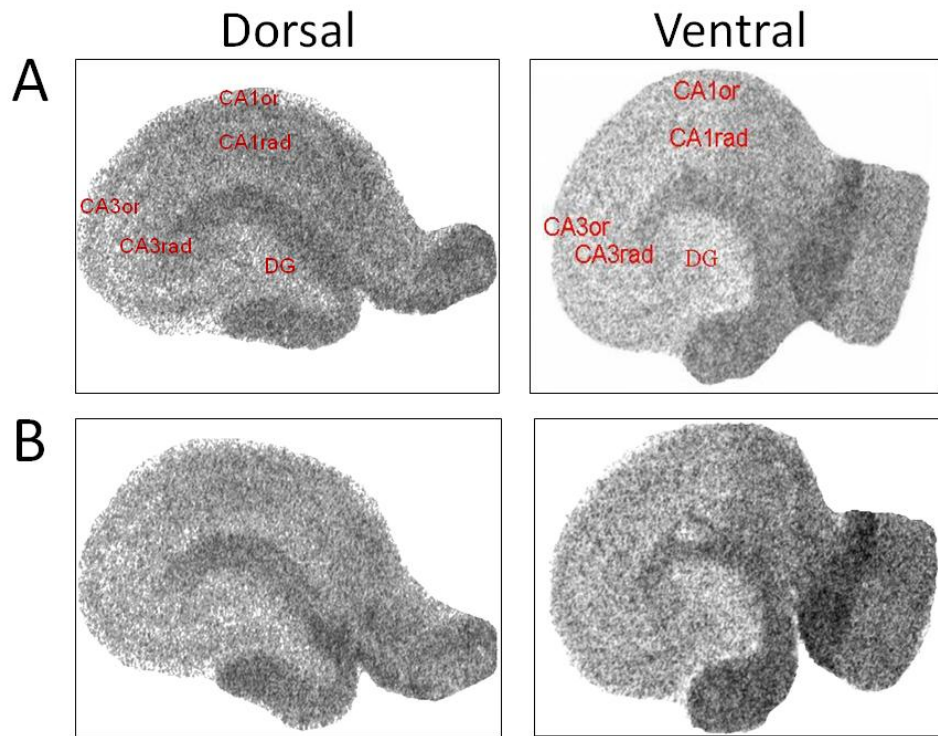 Dorsal Ventral
A
CA1or CA1or
CA1rad CA1rad
CA3or CA3or
CA3rad CA3rad
DG DG
B